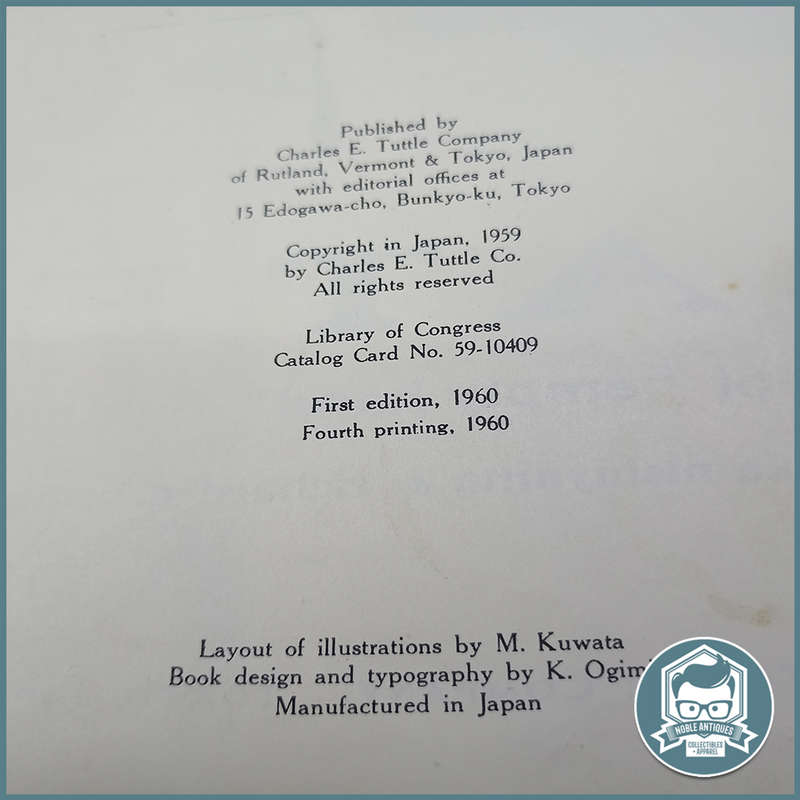 Published by
Charles E. Tuttle Company
of Rutland, Vermont & Tokyo, Japan
with editorial offices at
15 Edogawa-cho, Bunkyo-ku, Tokyo
Copyright in Japan, 1959
by Charles E. Tuttle Co.
All rights reserved
Library of Congress
Catalog Card No. 59-10409
First edition, 1960
Fourth printing, 1960
Layout of illustrations by M. Kuwata
Book design and typography by K. Ogimi
Manufactured in Japan
NOBLE ANTIQUES
COLLECTIBLES
+ APPAREL